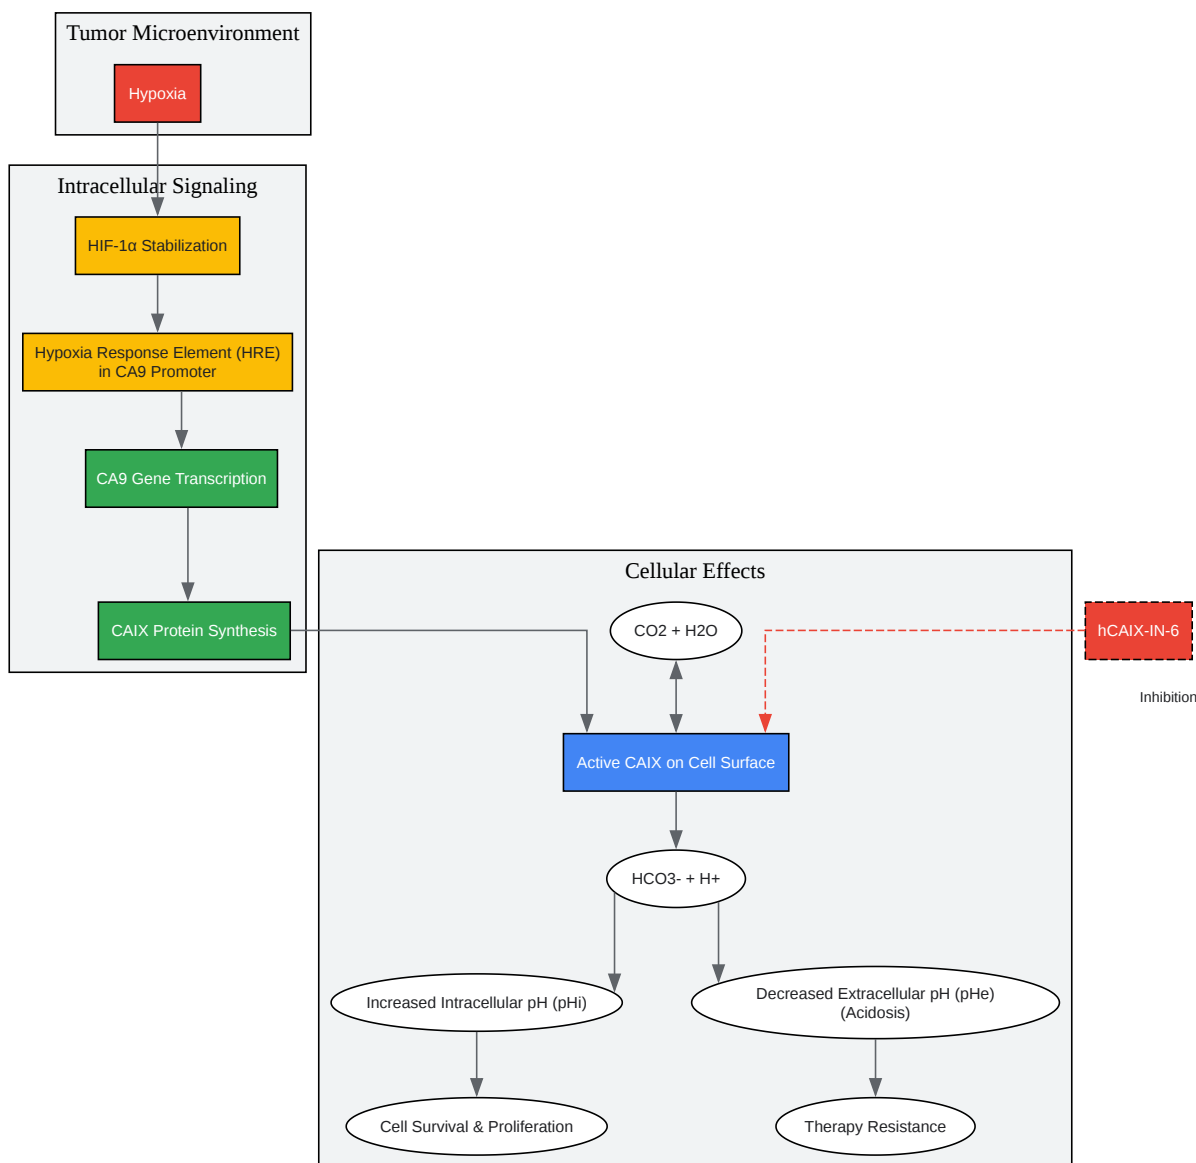 Tumor Microenvironment
Hypoxia
Intracellular Signaling
HIF-1α Stabilization
Hypoxia Response Element (HRE)
in CA9 Promoter
CA9 Gene Transcription
CAIX Protein Synthesis
Cellular Effects
CO2 + H2O
hCAIX-IN-6
Inhibition
Active CAIX on Cell Surface
HCO3- + H+
Increased Intracellular pH (pHi)
Decreased Extracellular pH (pHe)
(Acidosis)
Cell Survival & Proliferation
Therapy Resistance